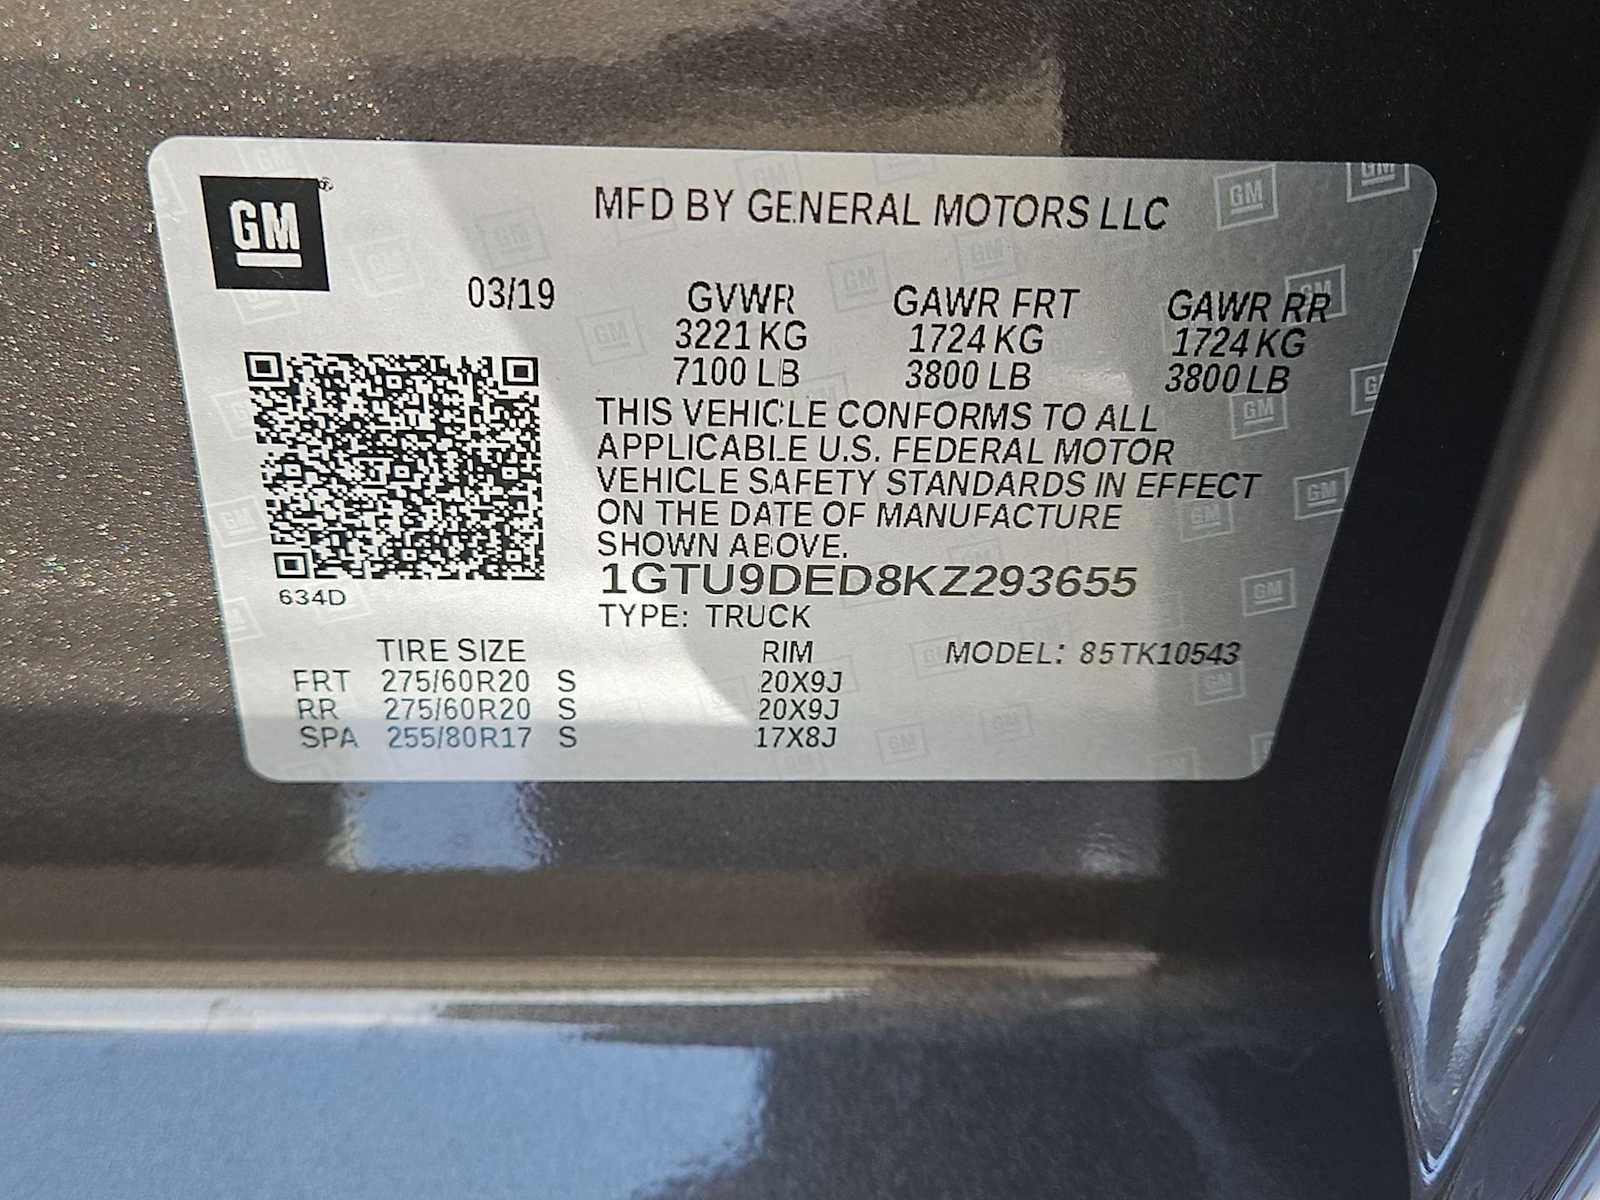 GM
MFD BY GENERAL MOTORS LLC
03/19 GVWR GAWR FRT GAWR RR
3221 KG 1724 KG 1724 KG
7100 LB 3800 LB 3800 LB
THIS VEHICLE CONFORMS TO ALL
APPLICABLE U.S. FEDERAL MOTOR
VEHICLE SAFETY STANDARDS IN EFFECT
ON THE DATE OF MANUFACTURE
SHOWN ABOVE.
1GTU9DED8KZ293655
634D
TYPE: TRUCK
TIRE SIZE RIM MODEL: 85TK10543
FRT 275/60R20 S 20X9J
RR 275/60R20 S 20X9J
SPA 255/80R17 S 17X8J